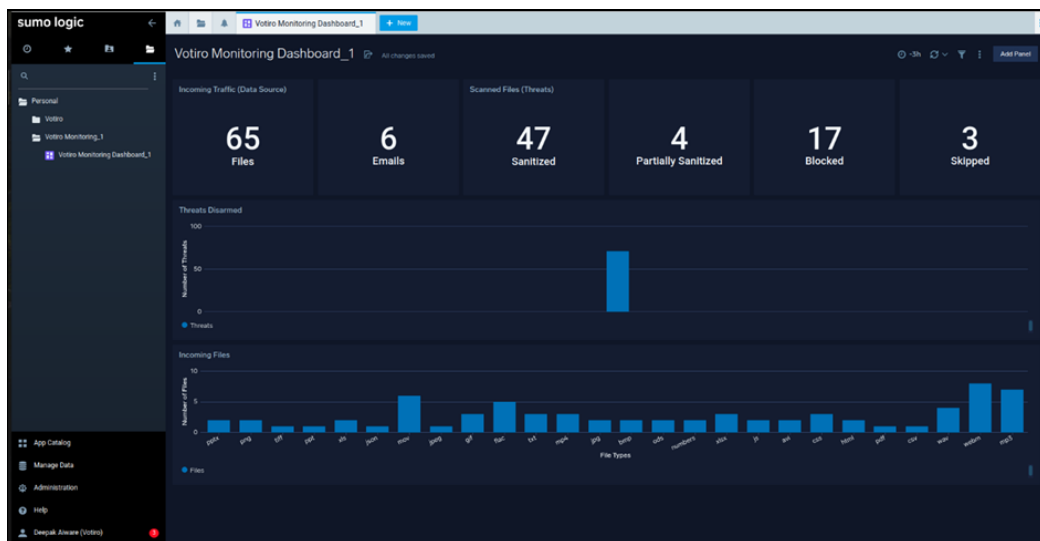 sumo logic
Votiro Monitoring Dashboard_1
+ New
Votiro Monitoring Dashboard_1
All changes saved
-3h
Add Panel
Personal
Votiro
Votiro Monitoring_1
Votiro Monitoring Dashboard_1
Incoming Traffic (Data Source)
Scanned Files (Threats)
65
6
47
4
17
3
Files
Emails
Sanitized
Partially Sanitized
Blocked
Skipped
Threats Disarmed
100
50
0
Number of Threats
Threats
Incoming Files
10
5
0
Number of Files
pptx png tiff ppt xls json mov jpeg gif flac txt mp4 jpg bmp ods numbers xlsx js avi css html pdf csv wav webm mp3
File Types
Files
App Catalog
Manage Data
Administration
Help
Deepak Aiware (Votiro)